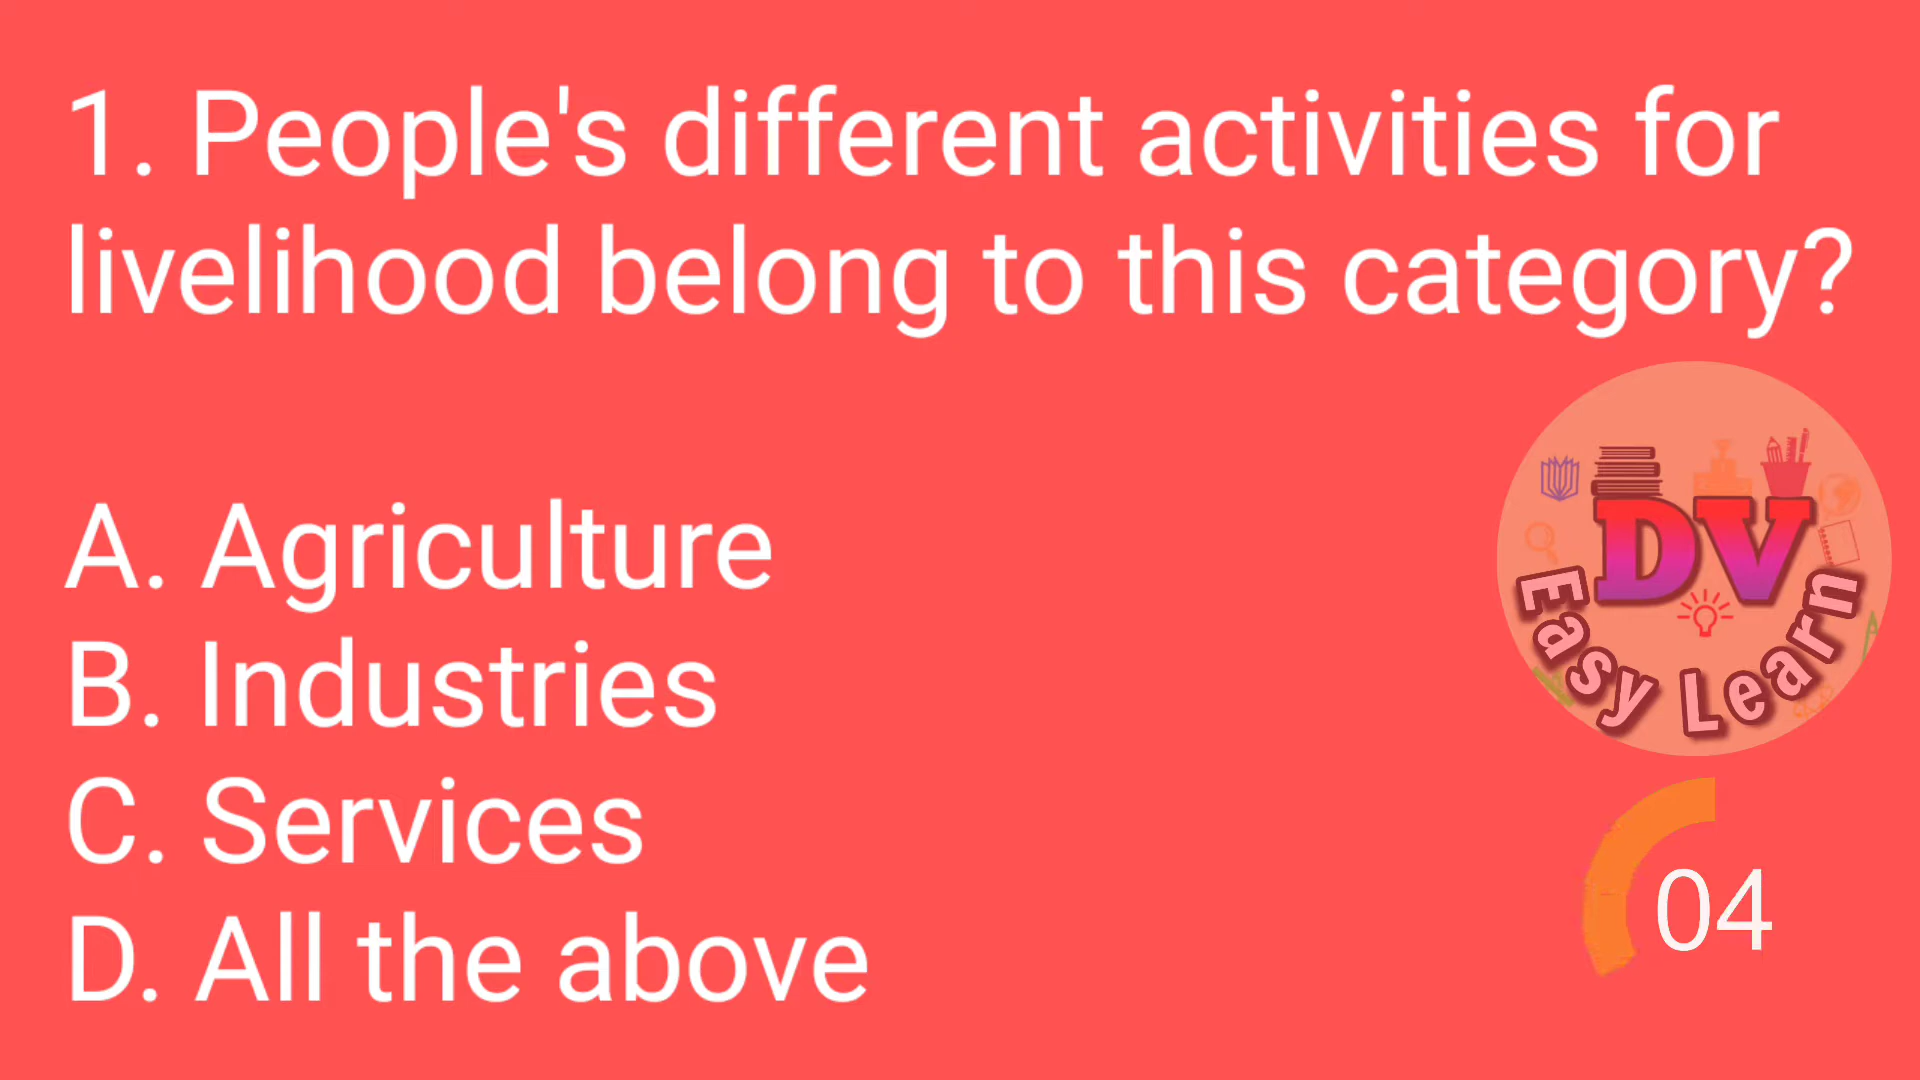 1. People's different activities for
livelihood belong to this category?
A. Agriculture
B. Industries
C. Services
D. All the above
DV
Easy Learn
04